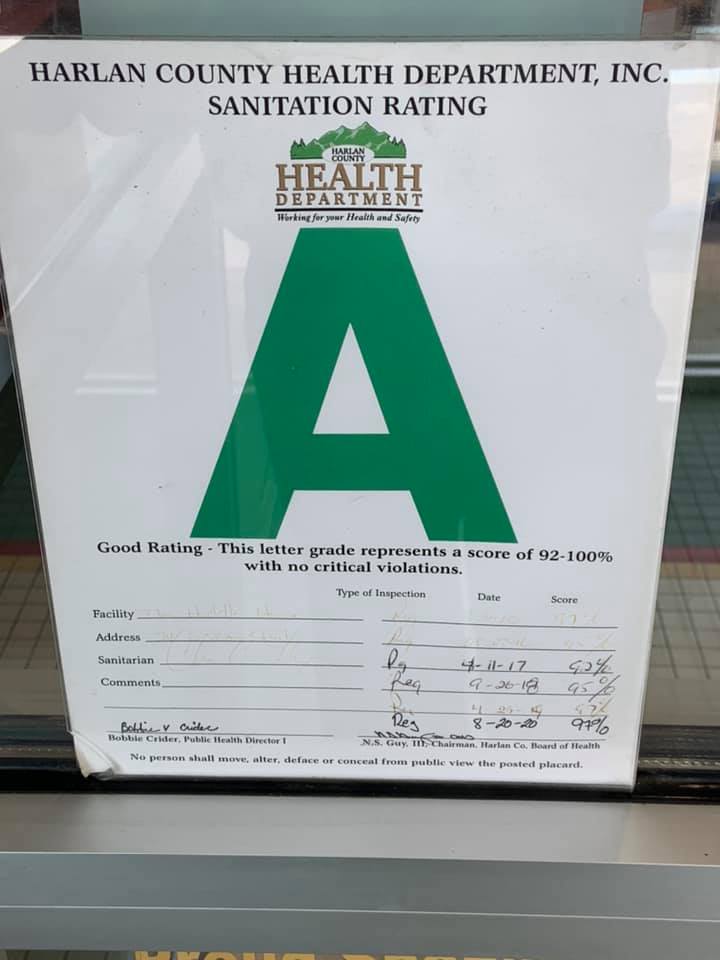 HARLAN COUNTY HEALTH DEPARTMENT, INC.
SANITATION RATING
HARLAN
COUNTY
HEALTH
DEPARTMENT
Working for your Health and Safety
A
Good Rating - This letter grade represents a score of 92-100%
with no critical violations.
Type of Inspection Date Score
Facility
Address
Sanitarian 4-11-17 92%
Comments Reg 9-26-18 95%
Reg 8-20-20 97%
Bobbie V Crider
Bobbie Crider, Public Health Director I N.S. Guy, III, Chairman, Harlan Co. Board of Health
No person shall move, alter, deface or conceal from public view the posted placard.